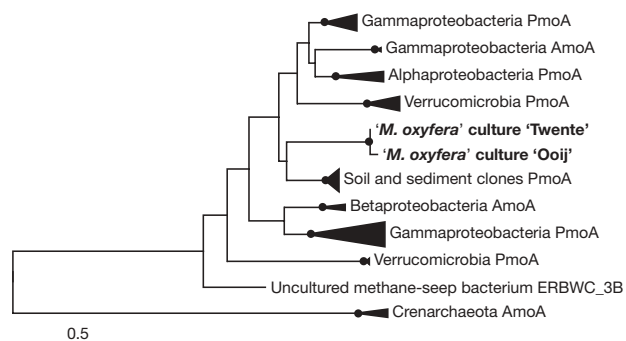 Gammaproteobacteria PmoA
Gammaproteobacteria AmoA
Alphaproteobacteria PmoA
Verrucomicrobia PmoA
‘M. oxyfera’ culture ‘Twente’
‘M. oxyfera’ culture ‘Ooij’
Soil and sediment clones PmoA
Betaproteobacteria AmoA
Gammaproteobacteria PmoA
Verrucomicrobia PmoA
Uncultured methane-seep bacterium ERBWC_3B
Crenarchaeota AmoA
0.5